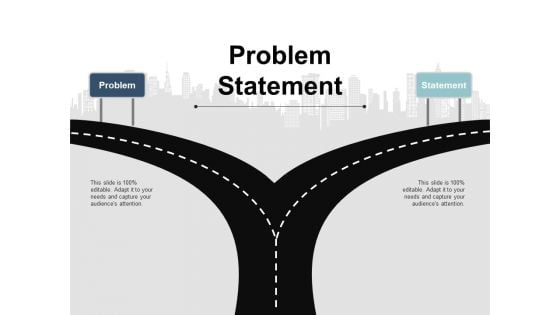 Problem
Statement
Problem
Statement
This slide is 100%
editable. Adapt it to your
needs and capture your
audience's attention.
This slide is 100%
editable. Adapt it to your
needs and capture your
audience's attention.